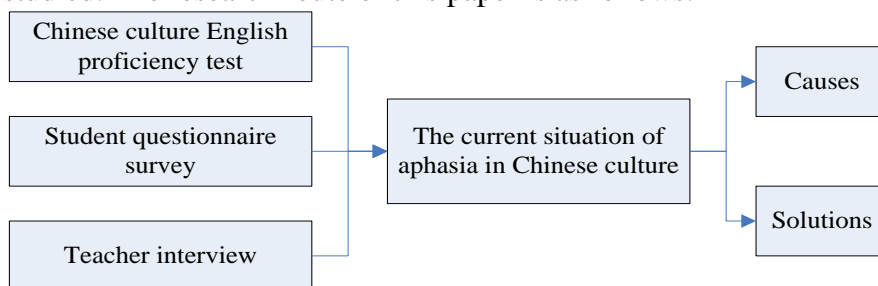 Chinese culture English
proficiency test
Student questionnaire
survey
Teacher interview
The current situation of
aphasia in Chinese culture
Causes
Solutions